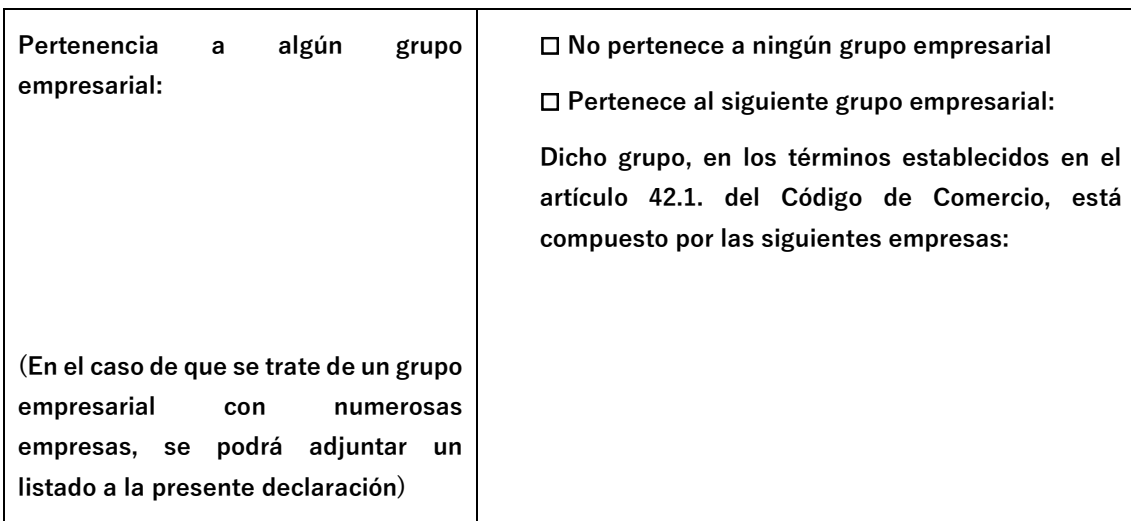 Pertenencia a algún grupo
empresarial:
(En el caso de que se trate de un grupo
empresarial con numerosas
empresas, se podrá adjuntar un
listado a la presente declaración)
☐ No pertenece a ningún grupo empresarial
☐ Pertenece al siguiente grupo empresarial:
Dicho grupo, en los términos establecidos en el
artículo 42.1. del Código de Comercio, está
compuesto por las siguientes empresas: